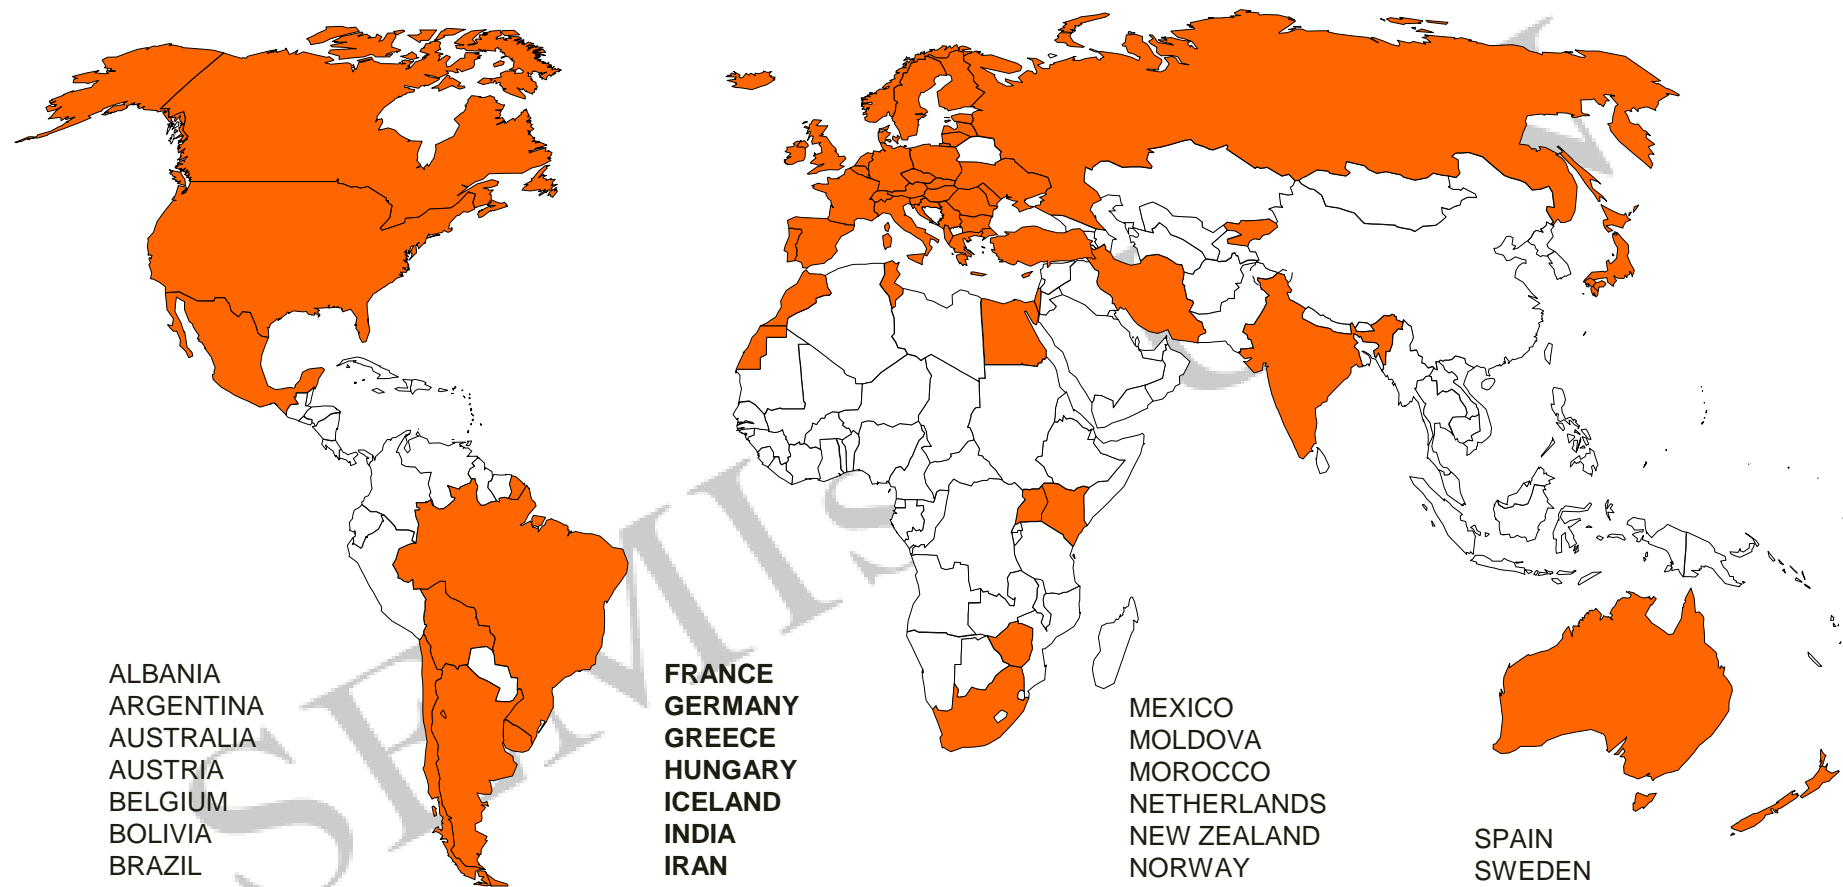 ALBANIA
ARGENTINA
AUSTRALIA
AUSTRIA
BELGIUM
BOLIVIA
BRAZIL
FRANCE
GERMANY
GREECE
HUNGARY
ICELAND
INDIA
IRAN
MEXICO
MOLDOVA
MOROCCO
NETHERLANDS
NEW ZEALAND
NORWAY
SPAIN
SWEDEN